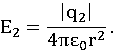 E₂ = |q₂| / 4πε₀r² .